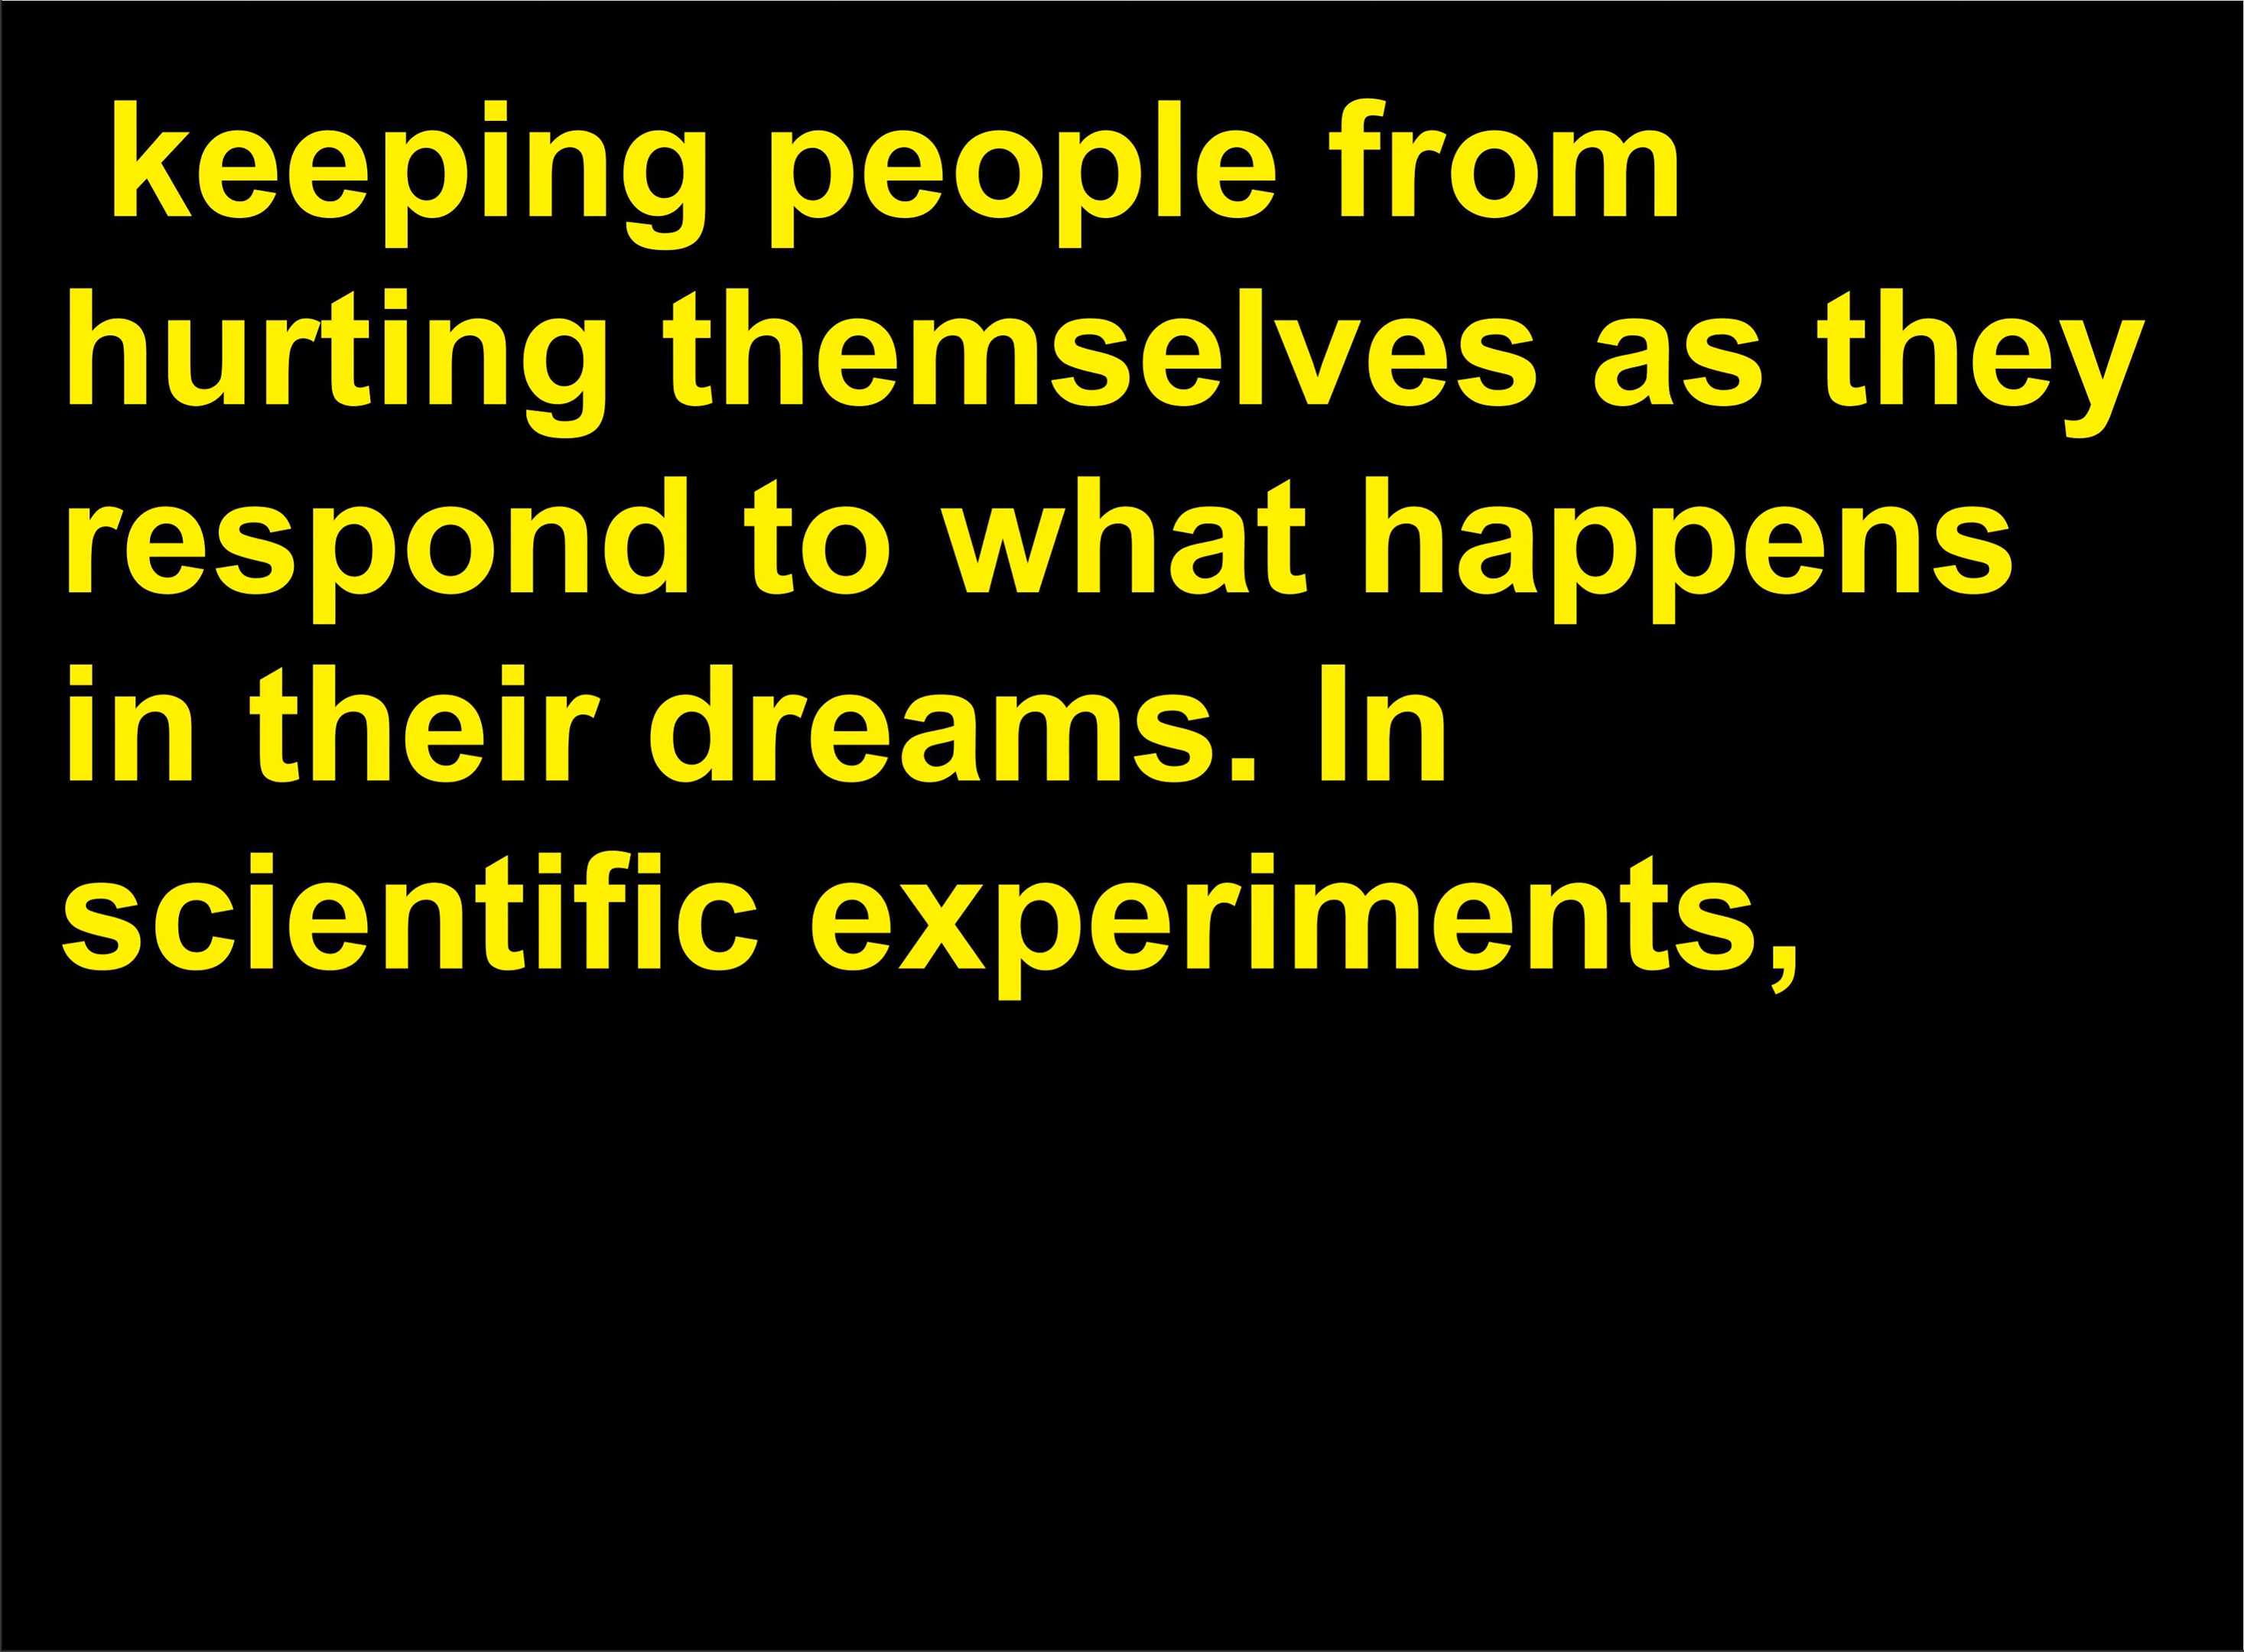 keeping people from
hurting themselves as they
respond to what happens
in their dreams. In
scientific experiments,